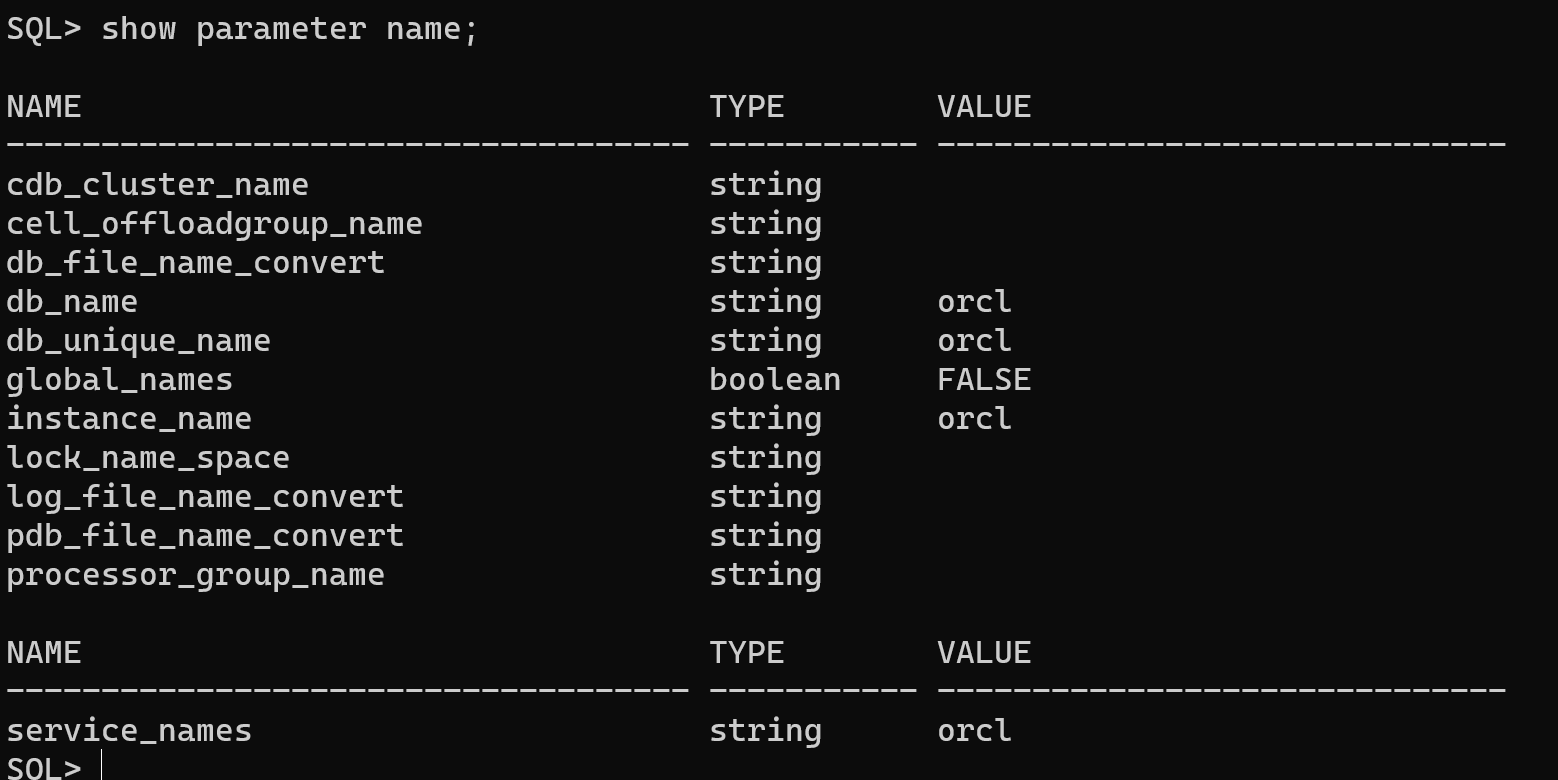 SQL> show parameter name;
NAME TYPE VALUE
------------------------------------ ----------- ------------------------------
cdb_cluster_name string
cell_offloadgroup_name string
db_file_name_convert string
db_name string orcl
db_unique_name string orcl
global_names boolean FALSE
instance_name string orcl
lock_name_space string
log_file_name_convert string
pdb_file_name_convert string
processor_group_name string
NAME TYPE VALUE
------------------------------------ ----------- ------------------------------
service_names string orcl
SQL>